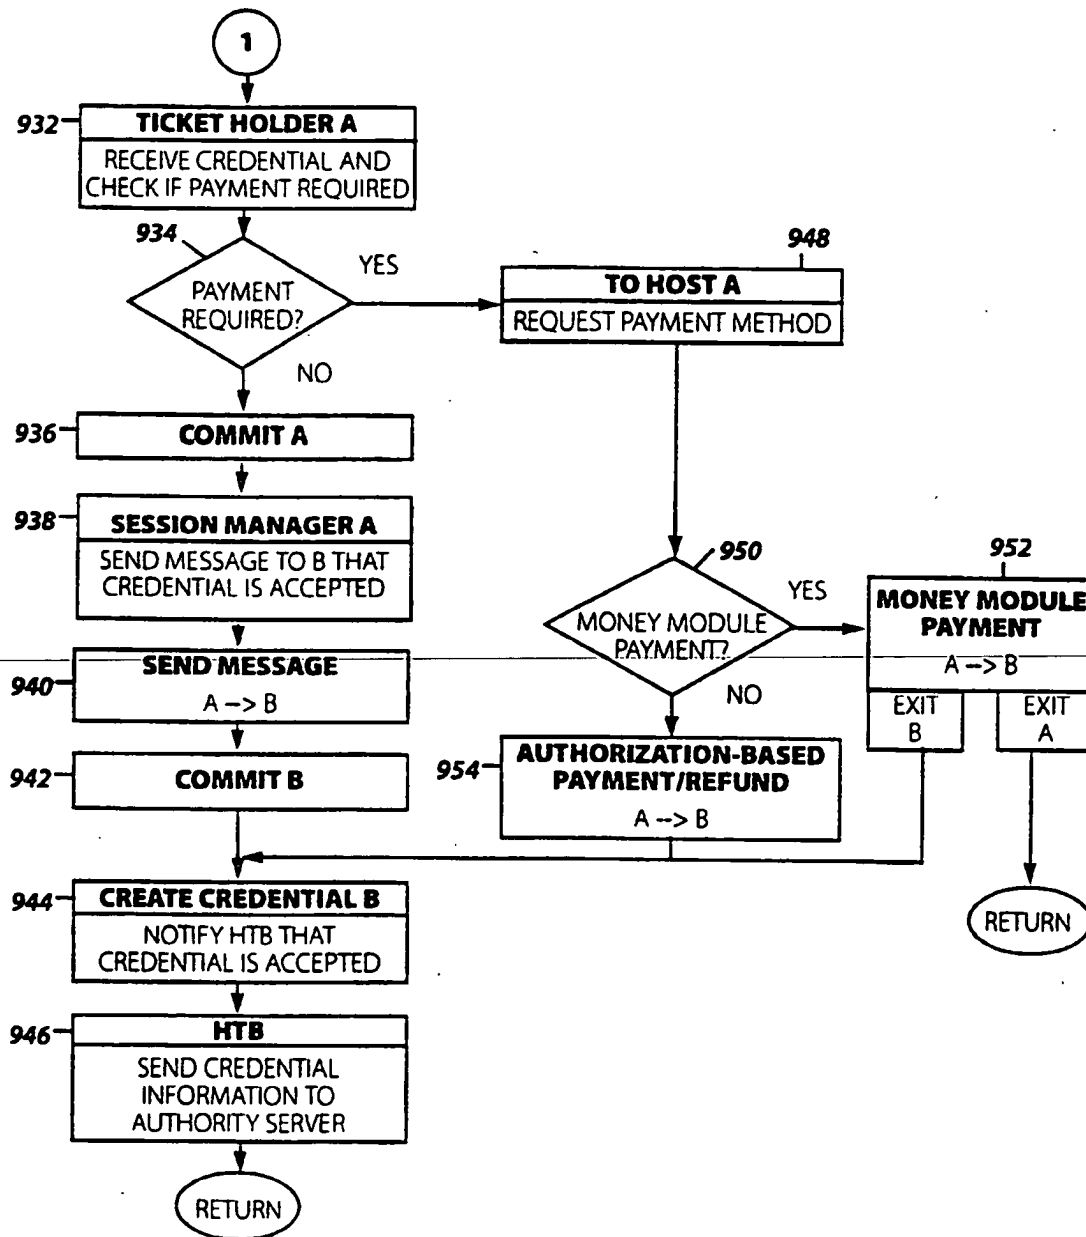 1
932
TICKET HOLDER A
RECEIVE CREDENTIAL AND
CHECK IF PAYMENT REQUIRED
934
PAYMENT
REQUIRED?
YES
NO
948
TO HOST A
REQUEST PAYMENT METHOD
936
COMMIT A
938
SESSION MANAGER A
SEND MESSAGE TO B THAT
CREDENTIAL IS ACCEPTED
950
MONEY MODULE
PAYMENT?
YES
NO
952
MONEY MODULE
PAYMENT
A --> B
EXIT
B
EXIT
A
940
SEND MESSAGE
A --> B
942
COMMIT B
954
AUTHORIZATION-BASED
PAYMENT/REFUND
A --> B
944
CREATE CREDENTIAL B
NOTIFY HTB THAT
CREDENTIAL IS ACCEPTED
RETURN
946
HTB
SEND CREDENTIAL
INFORMATION TO
AUTHORITY SERVER
RETURN